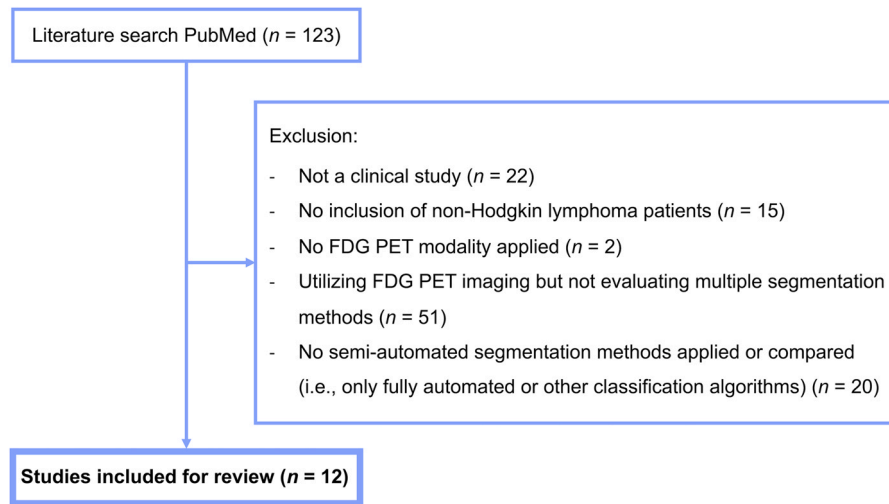 Literature search PubMed (n = 123)
Exclusion:
- Not a clinical study (n = 22)
- No inclusion of non-Hodgkin lymphoma patients (n = 15)
- No FDG PET modality applied (n = 2)
- Utilizing FDG PET imaging but not evaluating multiple segmentation
methods (n = 51)
- No semi-automated segmentation methods applied or compared
(i.e., only fully automated or other classification algorithms) (n = 20)
Studies included for review (n = 12)